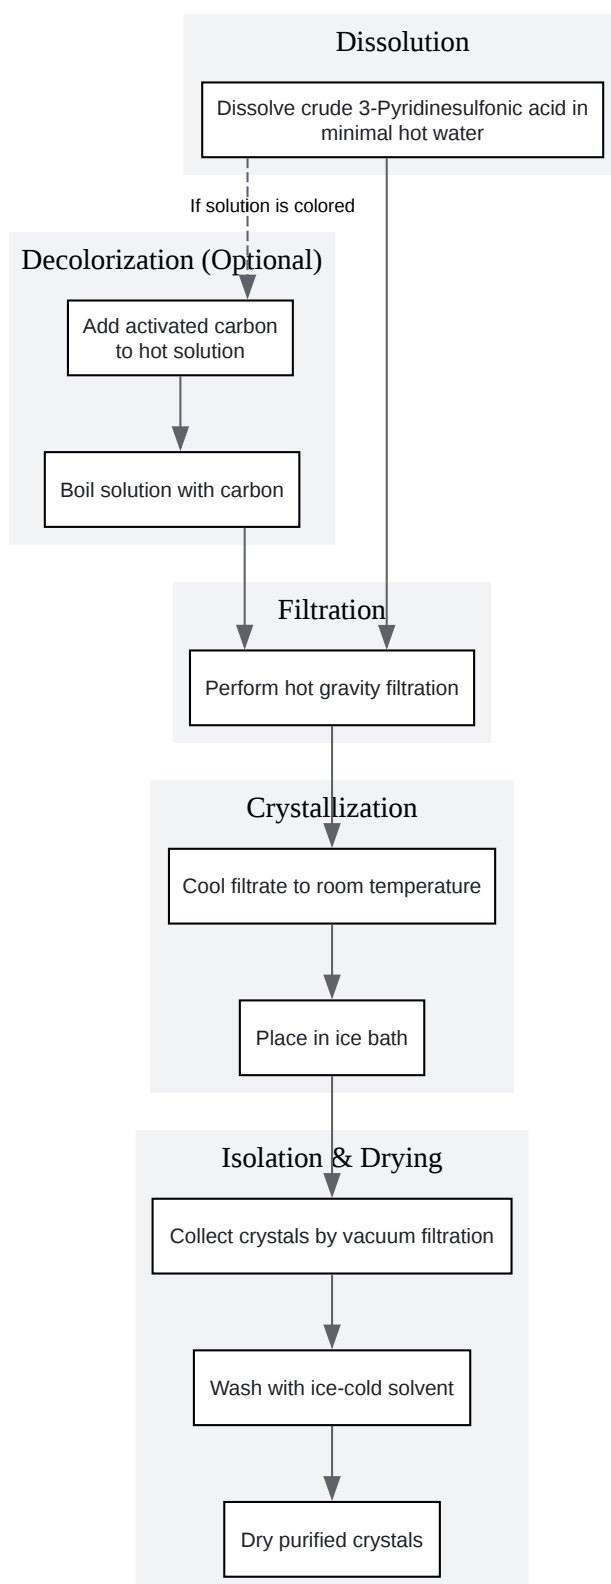 Dissolution
Dissolve crude 3-Pyridinesulfonic acid in
minimal hot water
If solution is colored
Decolorization (Optional)
Add activated carbon
to hot solution
Boil solution with carbon
Filtration
Perform hot gravity filtration
Crystallization
Cool filtrate to room temperature
Place in ice bath
Isolation & Drying
Collect crystals by vacuum filtration
Wash with ice-cold solvent
Dry purified crystals